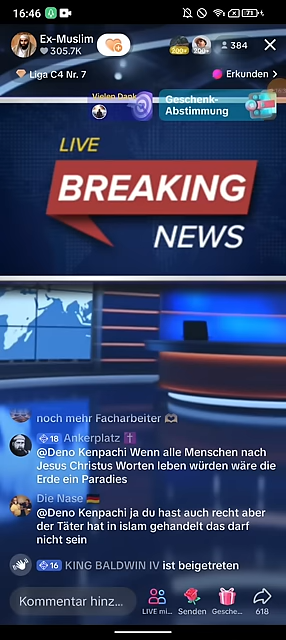 16:46
71
Ex-Muslim
305.7K
200+
200+
384
Liga C4 Nr. 7
Erkunden
Vielen Dank
Geschenk-
Abstimmung
LIVE
BREAKING
NEWS
noch mehr Facharbeiter
18 Ankerplatz
@Deno Kenpachi Wenn alle Menschen nach
Jesus Christus Worten leben würden wäre die
Erde ein Paradies
Die Nase
@Deno Kenpachi ja du hast auch recht aber
der Täter hat in islam gehandelt das darf
nicht sein
16 KING BALDWIN IV ist beigetreten
Kommentar hinz...
LIVE mi...
Senden
Gesche...
618